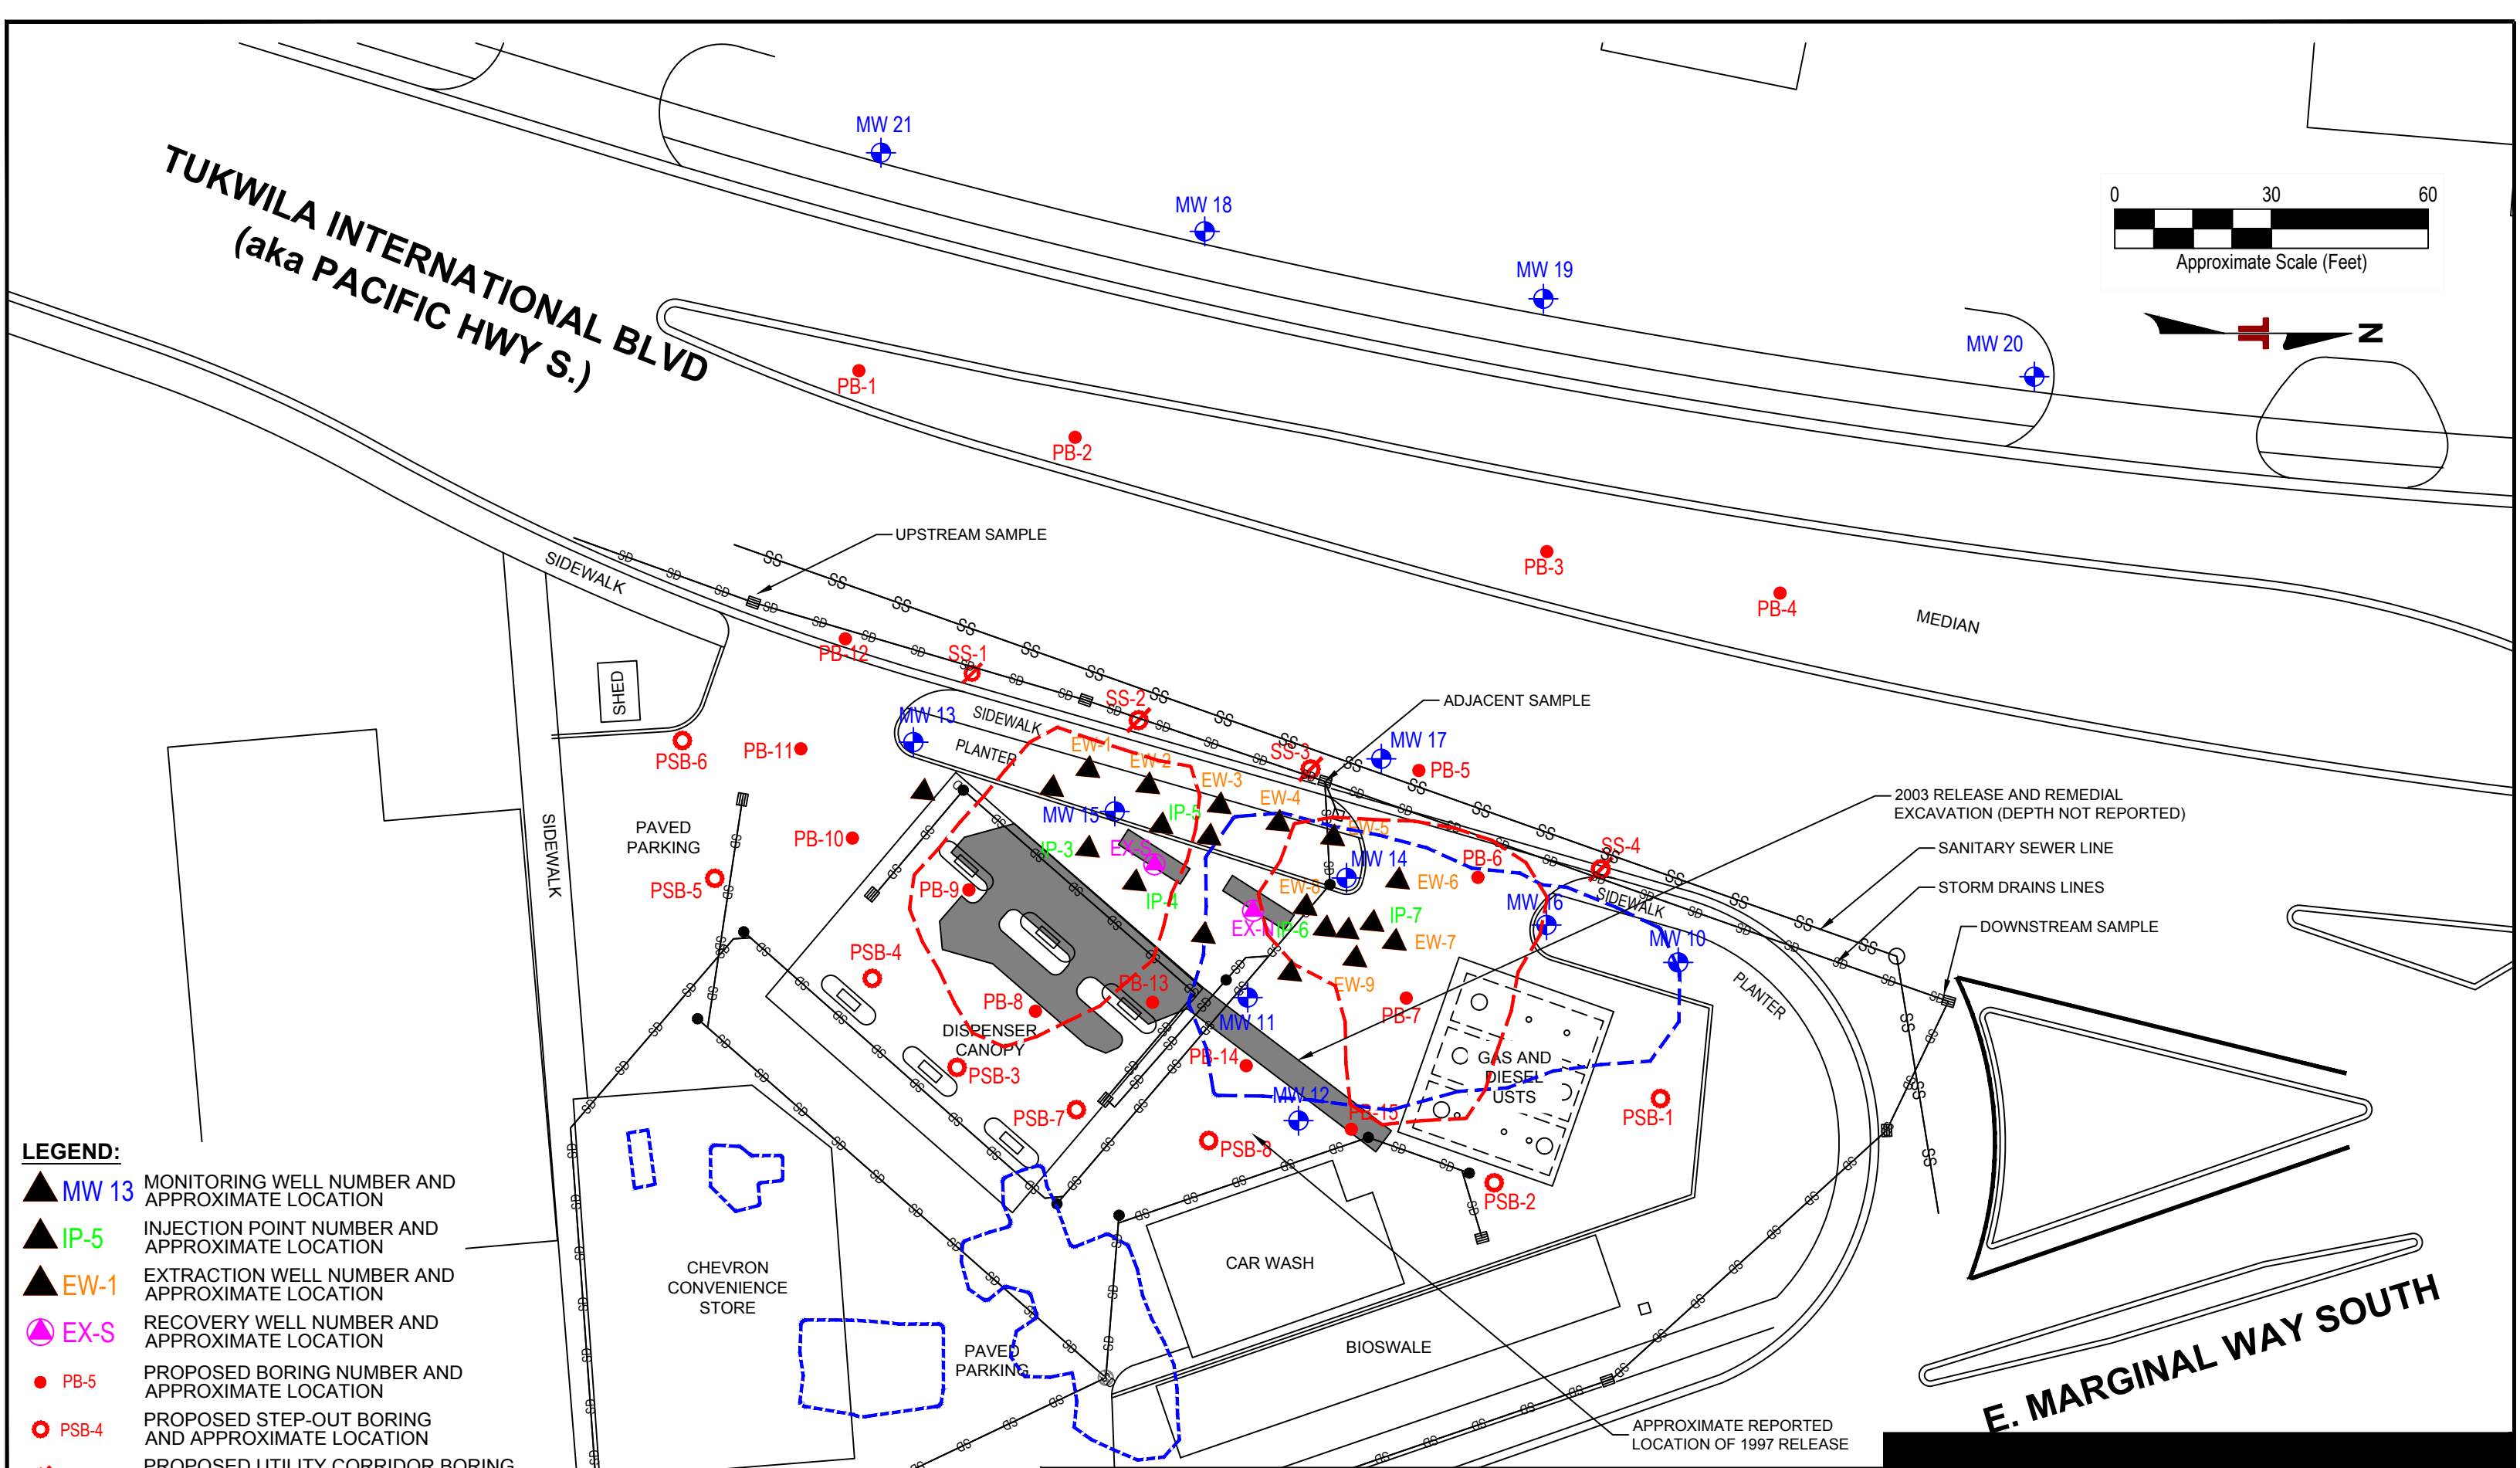 MW 21
MW 18
MW 19
MW 20
0 30 60
Approximate Scale (Feet)
N
TUKWILA INTERNATIONAL BLVD
(aka PACIFIC HWY S.)
PB-1
PB-2
PB-3
PB-4
MEDIAN
UPSTREAM SAMPLE
SIDEWALK
SHED
PB-12
SS-1
SS-2
ADJACENT SAMPLE
MW 13
SIDEWALK
PLANTER
EW-1
EW-2
EW-3
EW-4
EW-5
SS-3
MW 17
PB-5
PSB-6
PB-11
PB-10
PAVED
PARKING
PSB-5
SIDEWALK
MW 15
IP-5
IP-3
EX-S
IP-4
PB-9
MW 14
EW-8
EW-6
PB-6
SS-4
SIDEWALK
MW 16
MW 10
PLANTER
EX-N
IP-6
IP-7
EW-7
EW-9
2003 RELEASE AND REMEDIAL
EXCAVATION (DEPTH NOT REPORTED)
SANITARY SEWER LINE
STORM DRAINS LINES
DOWNSTREAM SAMPLE
PSB-4
PB-8
PB-13
DISPENSER
CANOPY
PSB-3
MW 11
PB-7
PB-14
GAS AND
DIESEL
USTS
MW 12
PB-15
PSB-7
PSB-8
PSB-1
PSB-2
CAR WASH
CHEVRON
CONVENIENCE
STORE
PAVED
PARKING
BIOSWALE
APPROXIMATE REPORTED
LOCATION OF 1997 RELEASE
E. MARGINAL WAY SOUTH
LEGEND:
MW 13 MONITORING WELL NUMBER AND
APPROXIMATE LOCATION
IP-5 INJECTION POINT NUMBER AND
APPROXIMATE LOCATION
EW-1 EXTRACTION WELL NUMBER AND
APPROXIMATE LOCATION
EX-S RECOVERY WELL NUMBER AND
APPROXIMATE LOCATION
PB-5 PROPOSED BORING NUMBER AND
APPROXIMATE LOCATION
PSB-4 PROPOSED STEP-OUT BORING
AND APPROXIMATE LOCATION
PROPOSED UTILITY CORRIDOR BORING